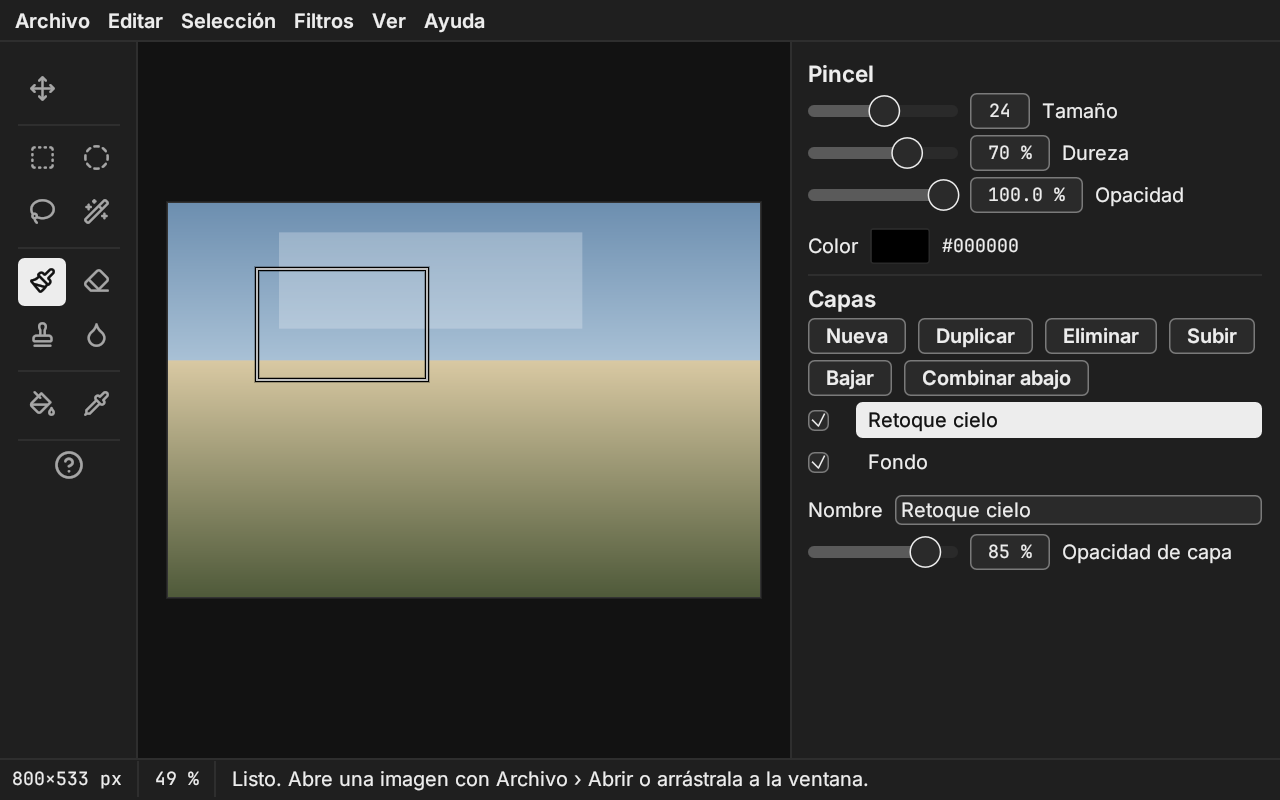 Archivo Editar Selección Filtros Ver Ayuda
Pincel
24 Tamaño
70 % Dureza
100.0 % Opacidad
Color #000000
Capas
Nueva Duplicar Eliminar Subir
Bajar Combinar abajo
Retoque cielo
Fondo
Nombre Retoque cielo
85 % Opacidad de capa
800×533 px 49 % Listo. Abre una imagen con Archivo › Abrir o arrástrala a la ventana.